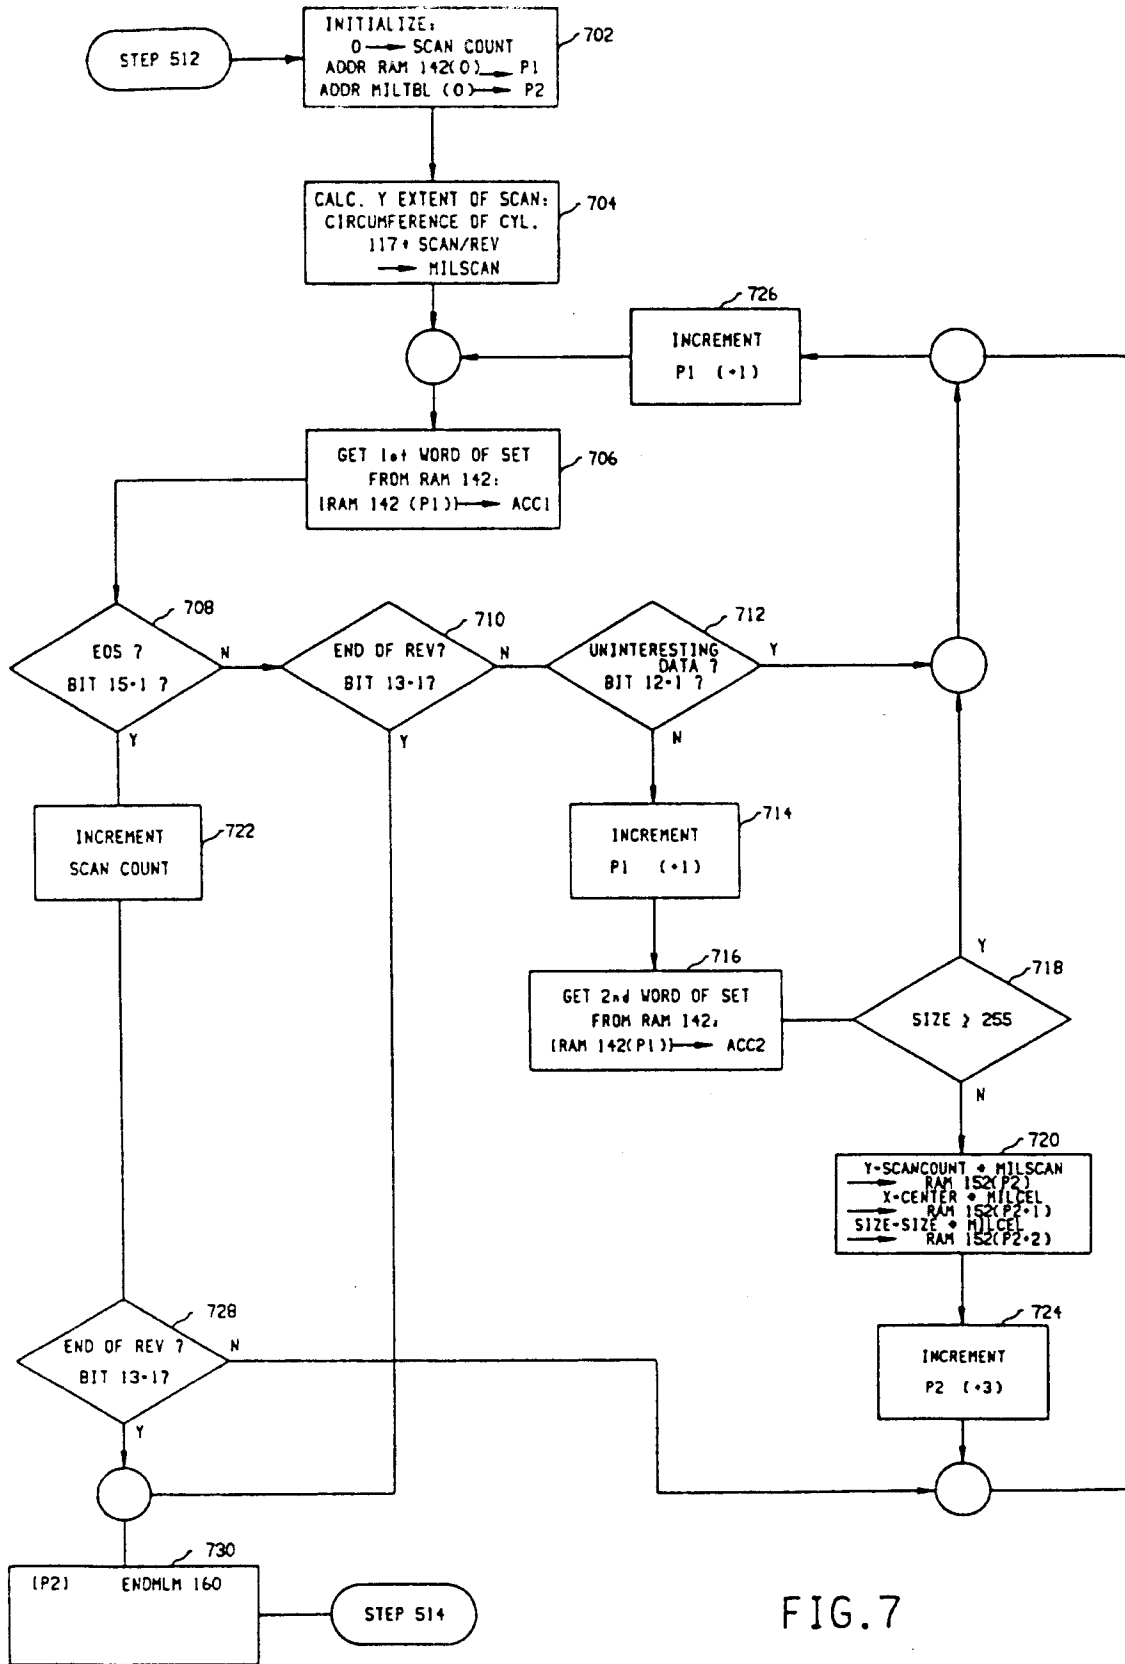 STEP 512
INITIALIZE:
0 → SCAN COUNT
ADDR RAM 142(0) → P1
ADDR MILTBL (0) → P2
702
CALC. Y EXTENT OF SCAN:
CIRCUMFERENCE OF CYL.
117+ SCAN/REV
→ MILSCAN
704
726
INCREMENT
P1 (+1)
GET 1st WORD OF SET
FROM RAM 142:
[RAM 142 (P1)] → ACC1
706
708
EOS ?
BIT 15=1 ?
N
Y
710
END OF REV?
BIT 13=1?
N
Y
712
UNINTERESTING
DATA ?
BIT 12=1 ?
Y
N
INCREMENT
SCAN COUNT
722
714
INCREMENT
P1 (+1)
716
GET 2nd WORD OF SET
FROM RAM 142:
[RAM 142(P1)] → ACC2
Y
718
SIZE ≥ 255
N
720
Y=SCANCOUNT * MILSCAN
→ RAM 152(P2)
X=CENTER * MILCEL
→ RAM 152(P2+1)
SIZE=SIZE * MILCEL
→ RAM 152(P2+2)
728
END OF REV ?
BIT 13=1?
N
Y
724
INCREMENT
P2 (+3)
730
[P2] ENDMLM 160
STEP 514
FIG.7